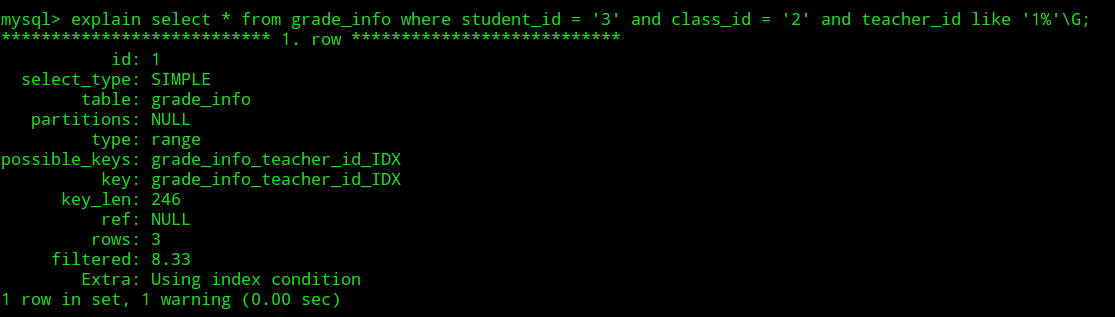 mysql> explain select * from grade_info where student_id = '3' and class_id = '2' and teacher_id like '1%'\G;
*************************** 1. row ***************************
id: 1
select_type: SIMPLE
table: grade_info
partitions: NULL
type: range
possible_keys: grade_info_teacher_id_IDX
key: grade_info_teacher_id_IDX
key_len: 246
ref: NULL
rows: 3
filtered: 8.33
Extra: Using index condition
1 row in set, 1 warning (0.00 sec)